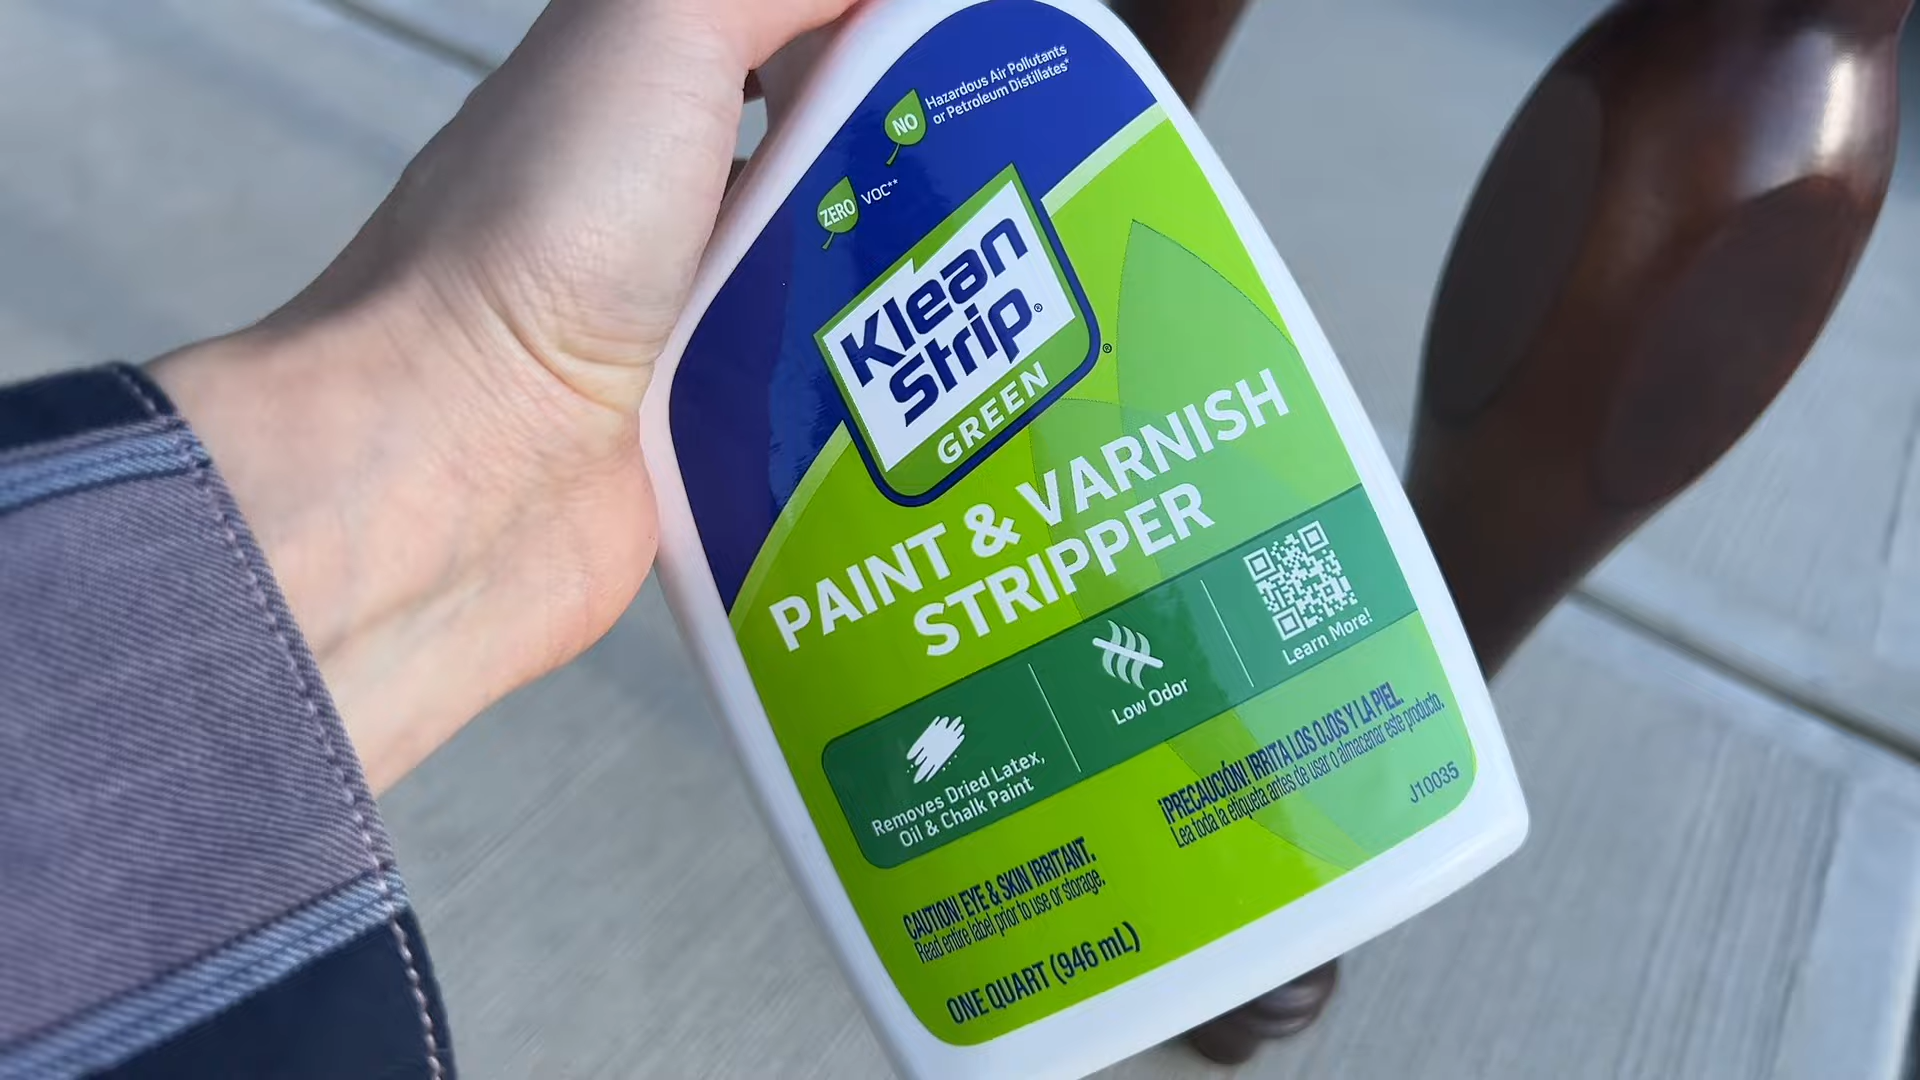 NO
Hazardous Air Pollutants
or Petroleum Distillates*
ZERO
VOC**
Klean
Strip®
GREEN
®
PAINT & VARNISH
STRIPPER
Removes Dried Latex,
Oil & Chalk Paint
Low Odor
Learn More!
CAUTION! EYE & SKIN IRRITANT.
Read entire label prior to use or storage.
¡PRECAUCIÓN! IRRITA LOS OJOS Y LA PIEL.
Lea toda la etiqueta antes de usar o almacenar este producto.
J10035
ONE QUART (946 mL)